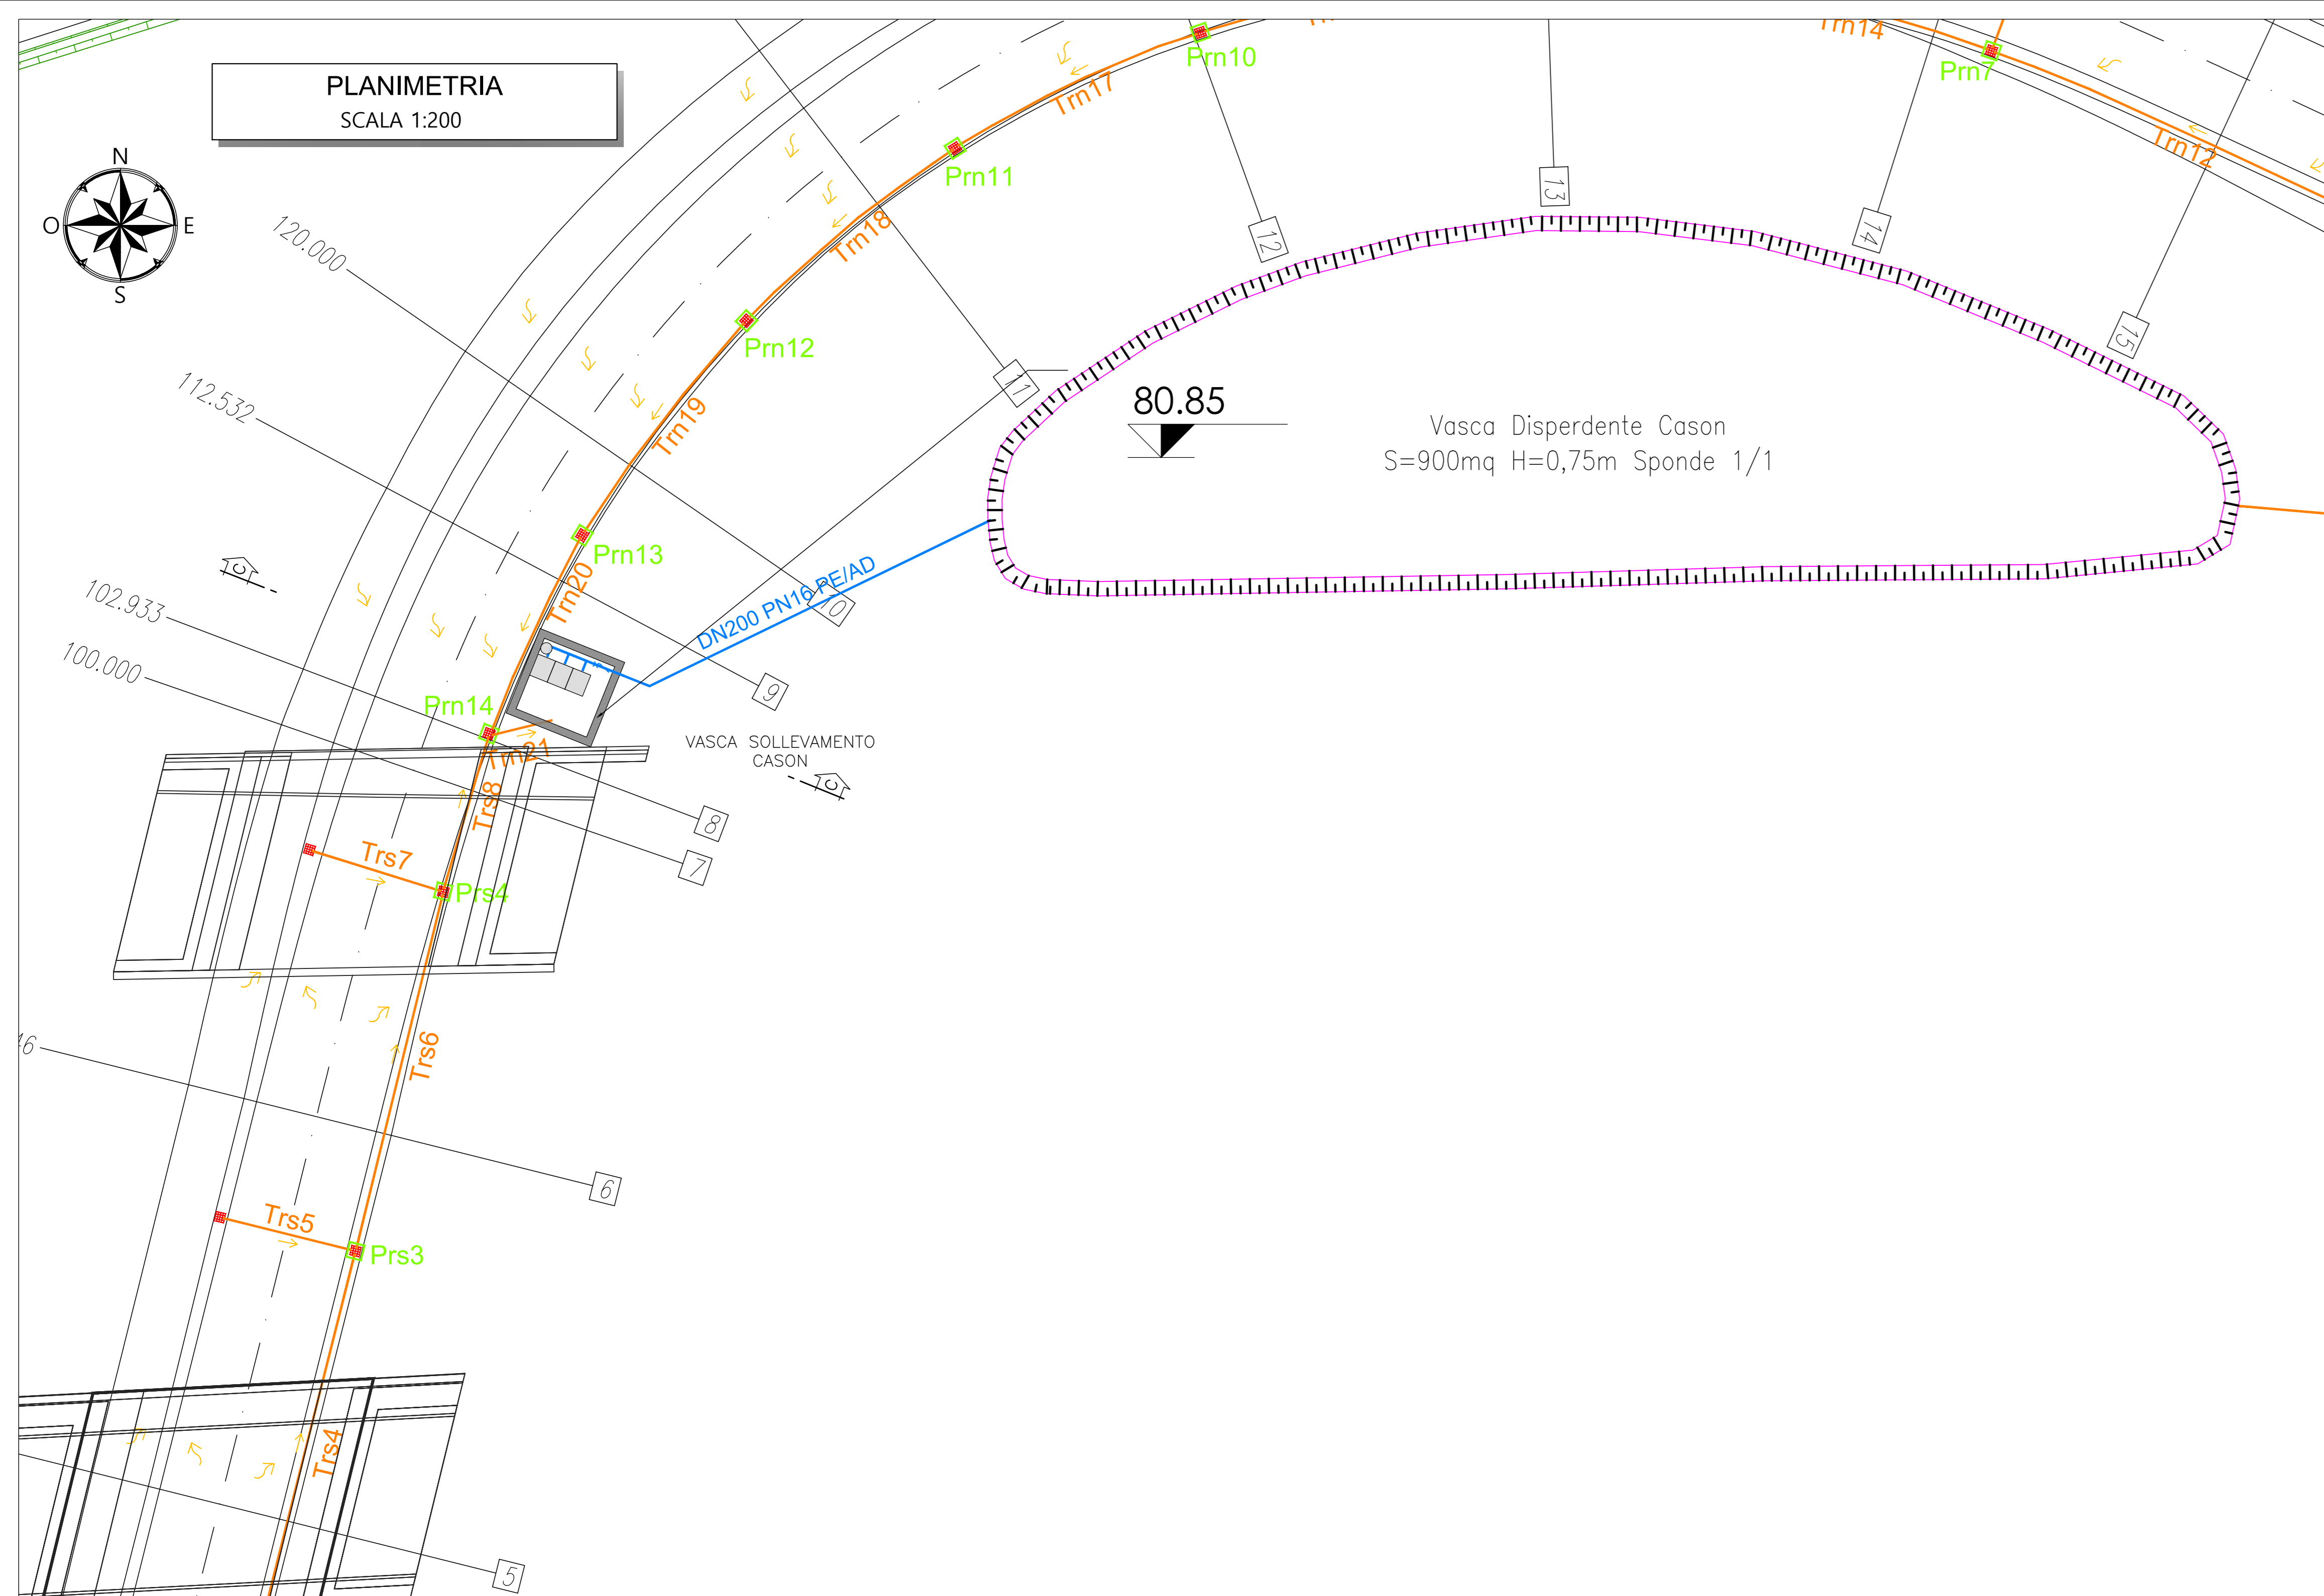 PLANIMETRIA
SCALA 1:200
N
O
E
S
Prn10
Trn14
Prn7
Trn17
Trn12
Prn11
Trn18
120.000
112.532
102.933
100.000
Prn12
Trn19
Prn13
Trn20
13
12
14
15
11
80.85
Vasca Disperdente Cason
S=900mq H=0,75m Sponde 1/1
DN200 PN16 PE/AD
10
9
C
Prn14
Trn21
VASCA SOLLEVAMENTO
CASON
C
8
7
Trs8
Trs7
Prs4
Trs6
46
6
Trs5
Prs3
Trs4
5